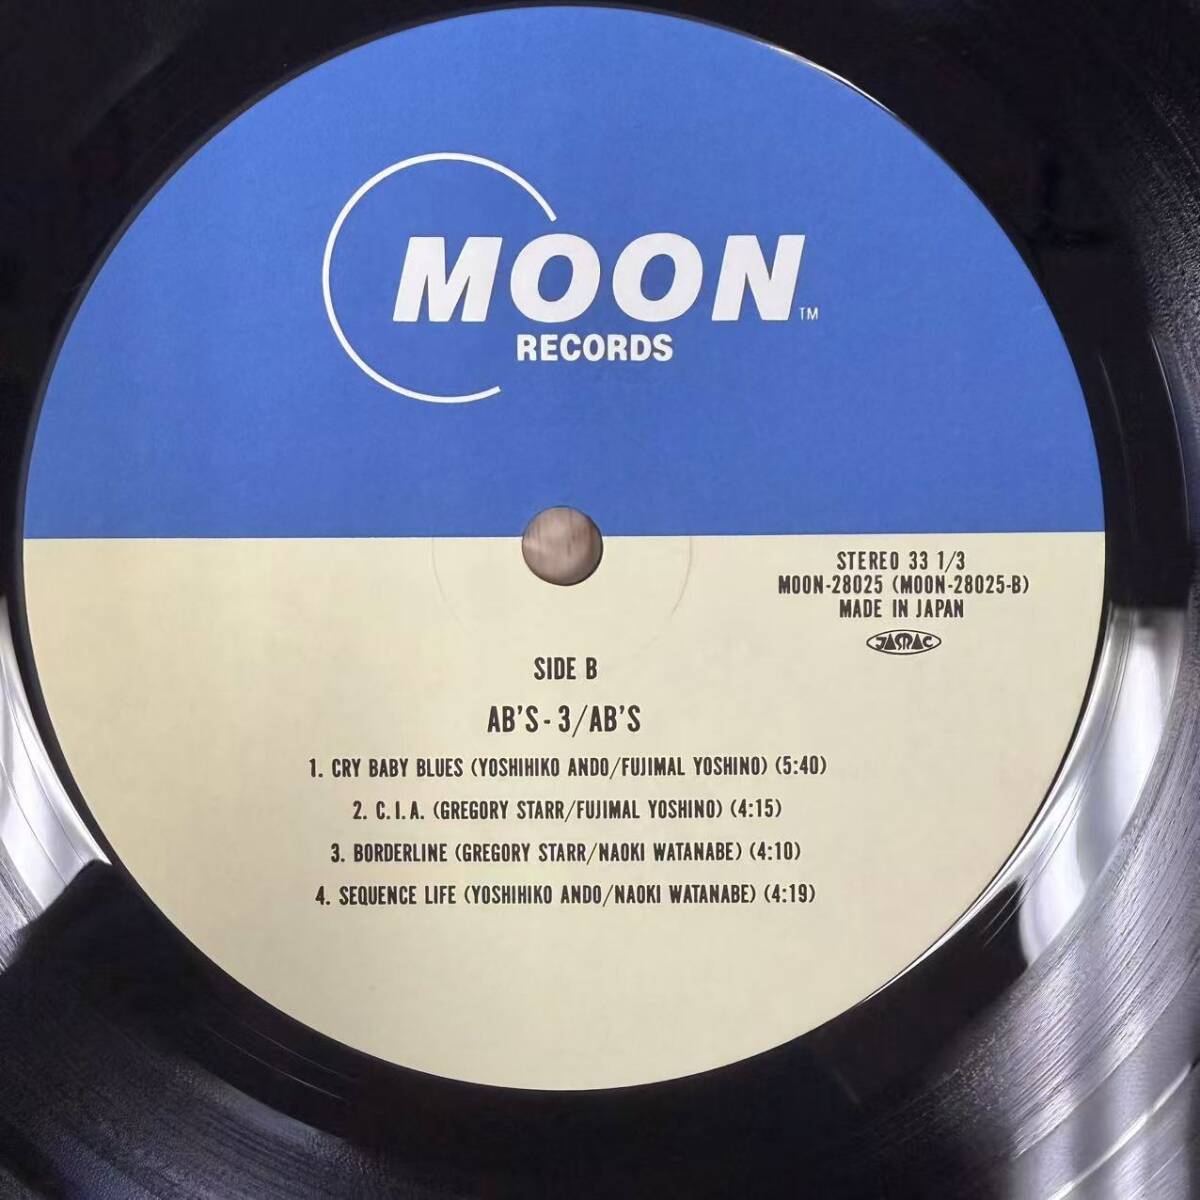 MOON TM
RECORDS
STEREO 33 1/3
MOON-28025 (MOON-28025-B)
MADE IN JAPAN
JASRAC
SIDE B
AB'S - 3/AB'S
1. CRY BABY BLUES (YOSHIHIKO ANDO/FUJIMAL YOSHINO) (5:40)
2. C.I.A. (GREGORY STARR/FUJIMAL YOSHINO) (4:15)
3. BORDERLINE (GREGORY STARR/NAOKI WATANABE) (4:10)
4. SEQUENCE LIFE (YOSHIHIKO ANDO/NAOKI WATANABE) (4:19)